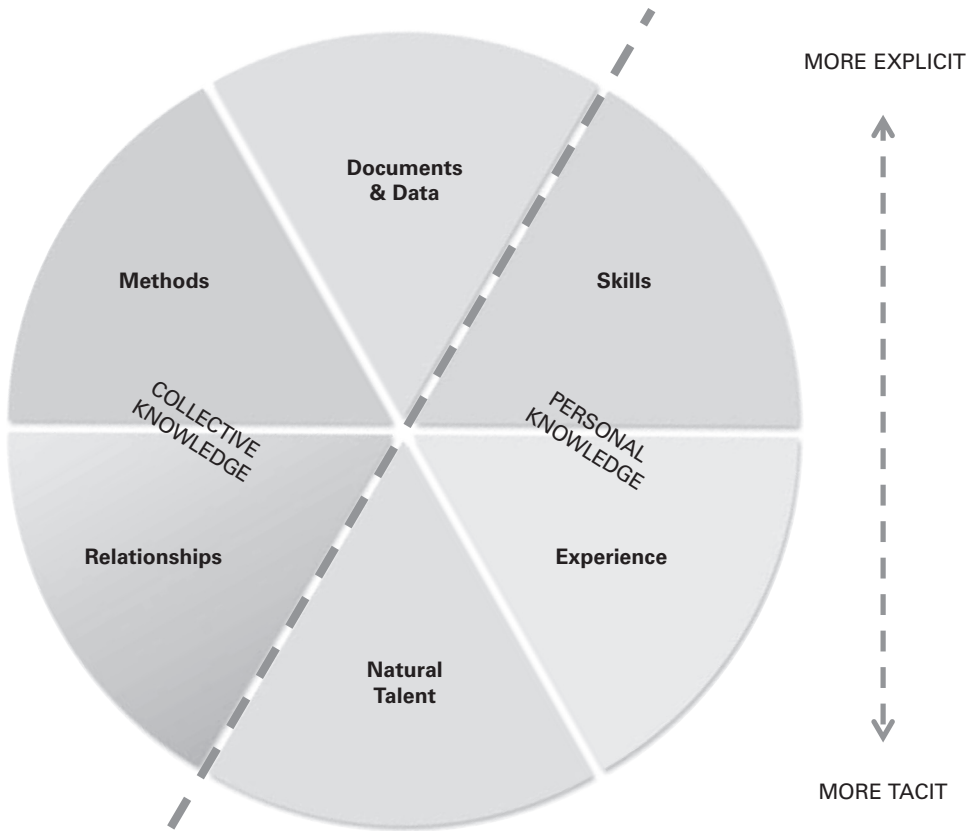 MORE EXPLICIT
Documents
& Data
Methods
Skills
COLLECTIVE
KNOWLEDGE
PERSONAL
KNOWLEDGE
Relationships
Experience
Natural
Talent
MORE TACIT